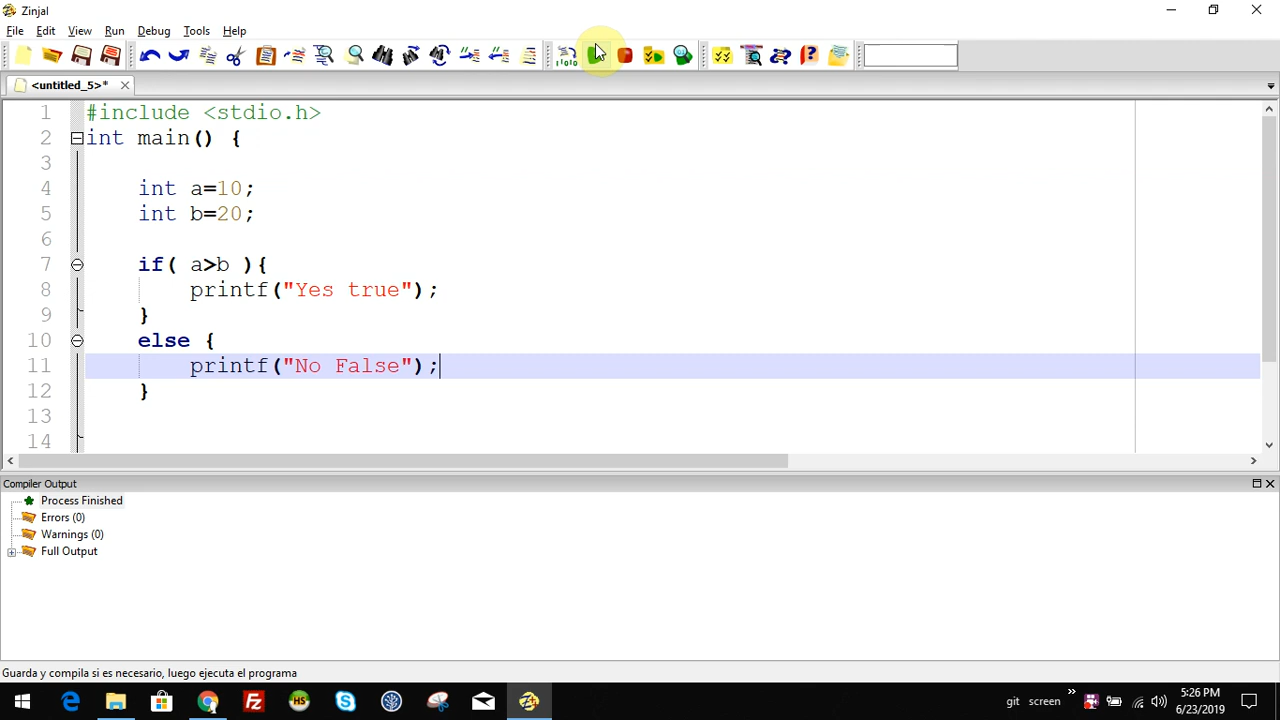 Zinjal
File Edit View Run Debug Tools Help
<untitled_5>*
1 #include <stdio.h>
2 int main() {
3
4 int a=10;
5 int b=20;
6
7 if( a>b ){
8 printf("Yes true");
9 }
10 else {
11 printf("No False");
12 }
13
14
Compiler Output
Process Finished
Errors (0)
Warnings (0)
Full Output
Guarda y compila si es necesario, luego ejecuta el programa
git screen
5:26 PM
6/23/2019